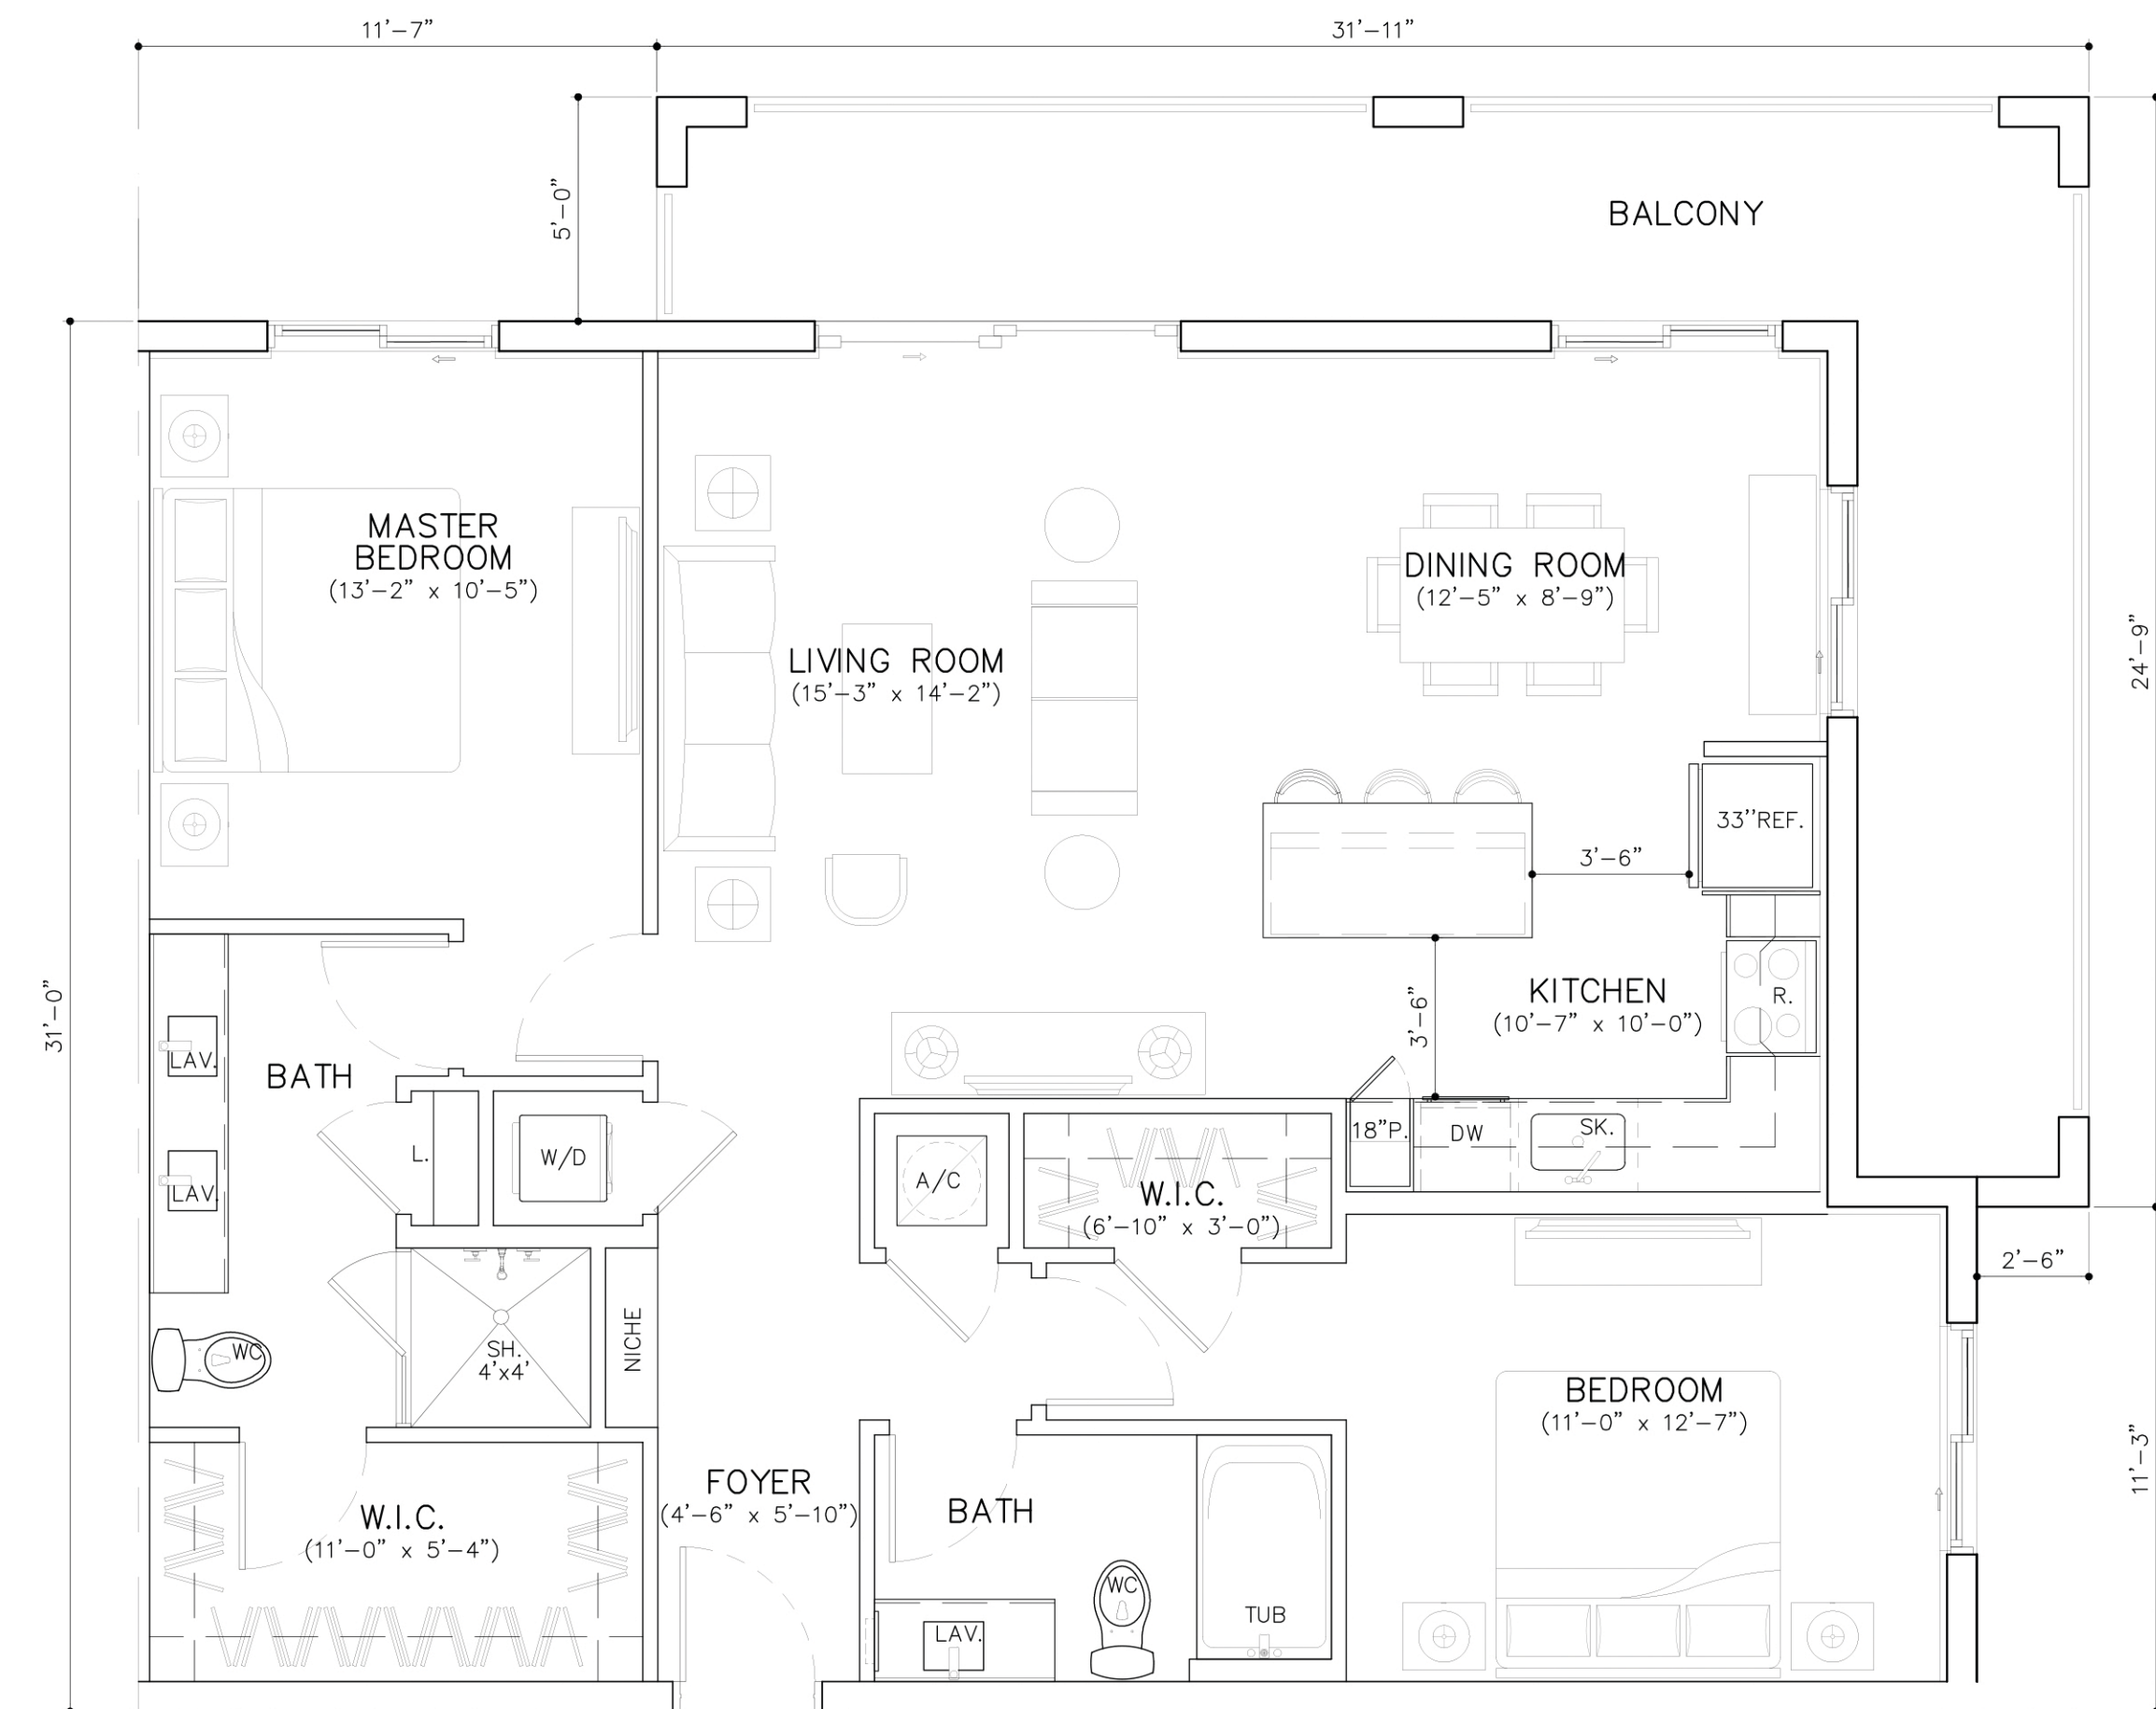 11'-7"
31'-11"
5'-0"
BALCONY
MASTER
BEDROOM
(13'-2" x 10'-5")
DINING ROOM
(12'-5" x 8'-9")
LIVING ROOM
(15'-3" x 14'-2")
24'-9"
33''REF.
3'-6"
31'-0"
3'-6"
KITCHEN
(10'-7" x 10'-0")
R.
LAV.
BATH
18"P.
DW
SK.
L.
W/D
A/C
LAV.
W.I.C.
(6'-10" x 3'-0")
2'-6"
NICHE
SH.
4'x4'
WC
BEDROOM
(11'-0" x 12'-7")
11'-3"
FOYER
(4'-6" x 5'-10")
BATH
W.I.C.
(11'-0" x 5'-4")
WC
TUB
LAV.